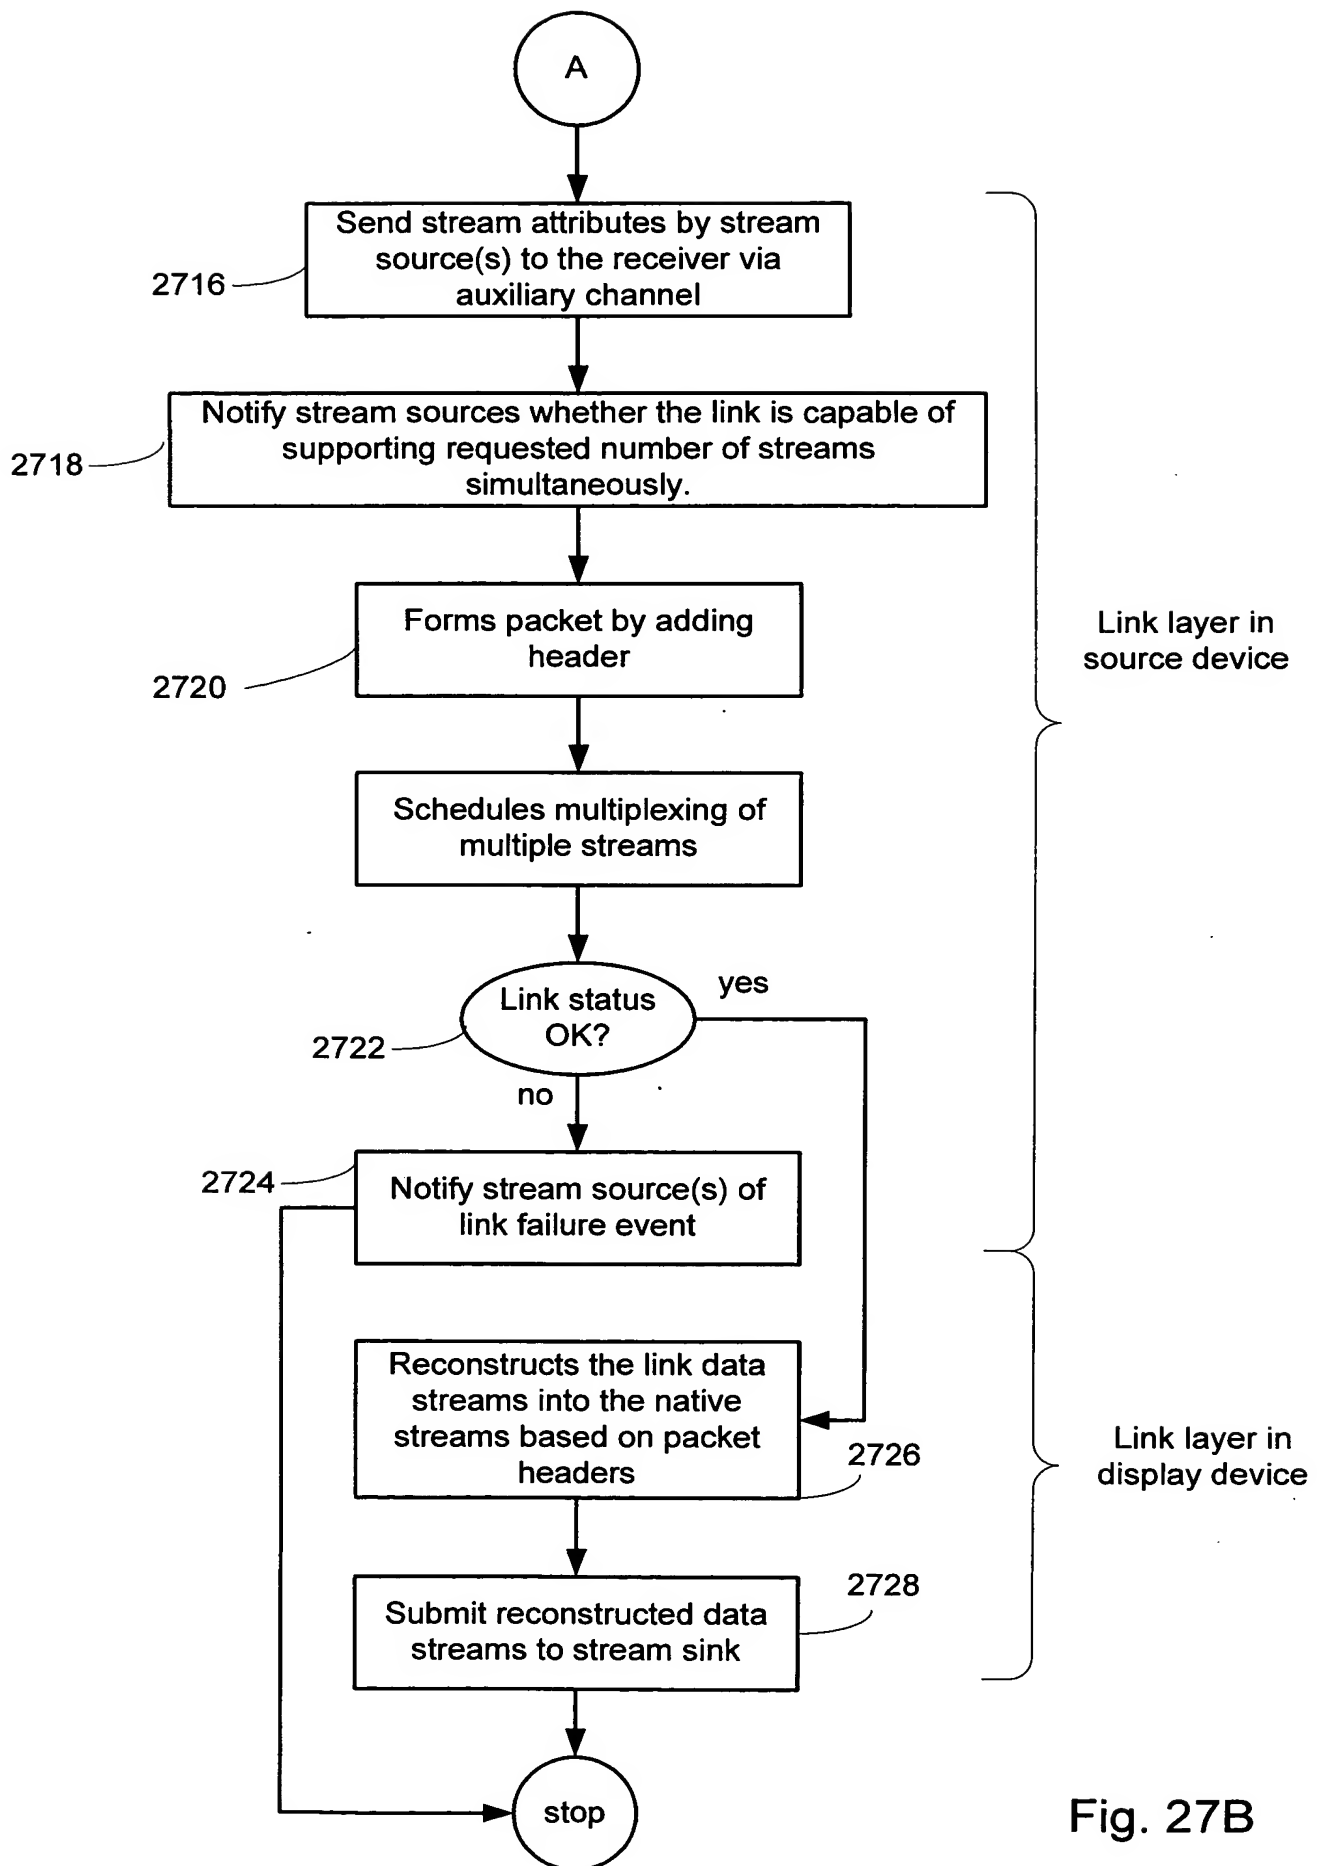 A
Send stream attributes by stream
source(s) to the receiver via
auxiliary channel
2716
Notify stream sources whether the link is capable of
supporting requested number of streams
simultaneously.
2718
Forms packet by adding
header
2720
Link layer in
source device
Schedules multiplexing of
multiple streams
Link status
OK?
yes
2722
no
2724
Notify stream source(s) of
link failure event
Reconstructs the link data
streams into the native
streams based on packet
headers
2726
Link layer in
display device
2728
Submit reconstructed data
streams to stream sink
stop
Fig. 27B